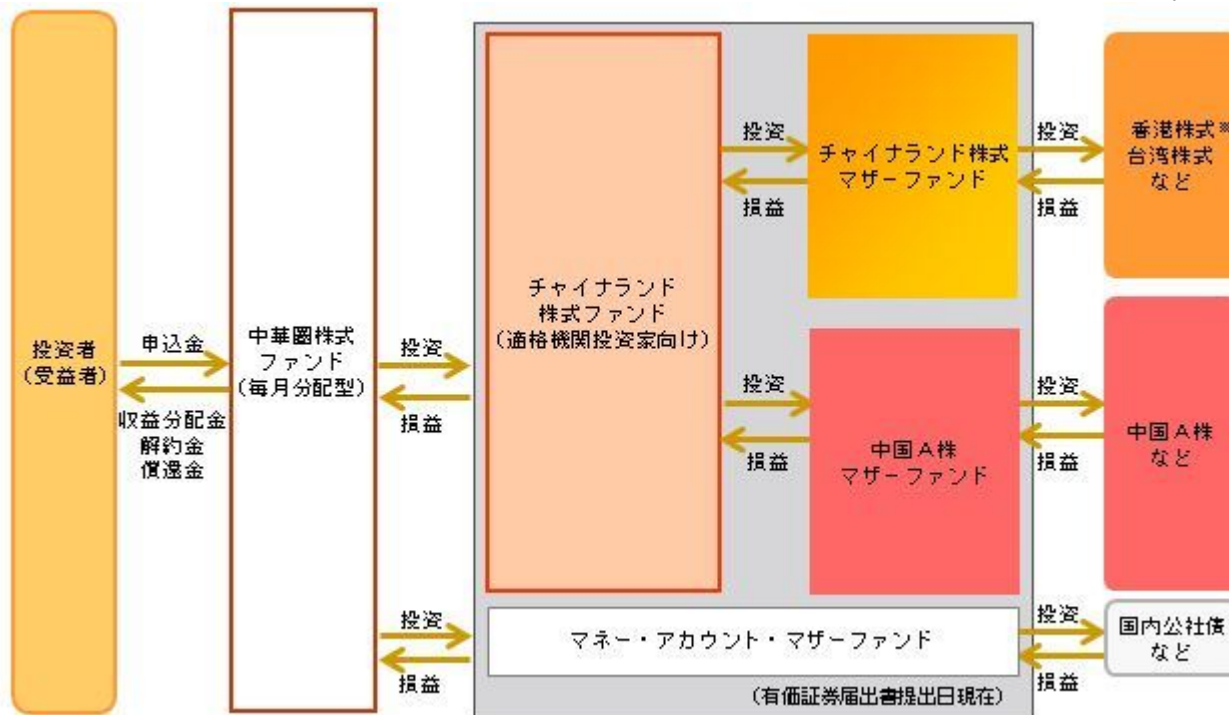 投資者
(受益者)
申込金
収益分配金
解約金
償還金
中華圏株式
ファンド
(毎月分配型)
投資
損益
投資
損益
チャイナランド
株式ファンド
(適格機関投資家向け)
投資
損益
投資
損益
チャイナランド株式
マザーファンド
中国A株
マザーファンド
マネー・アカウント・マザーファンド
(有価証券届出書提出日現在)
投資
損益
投資
損益
投資
損益
香港株式※
台湾株式
など
中国A株
など
国内公社債
など